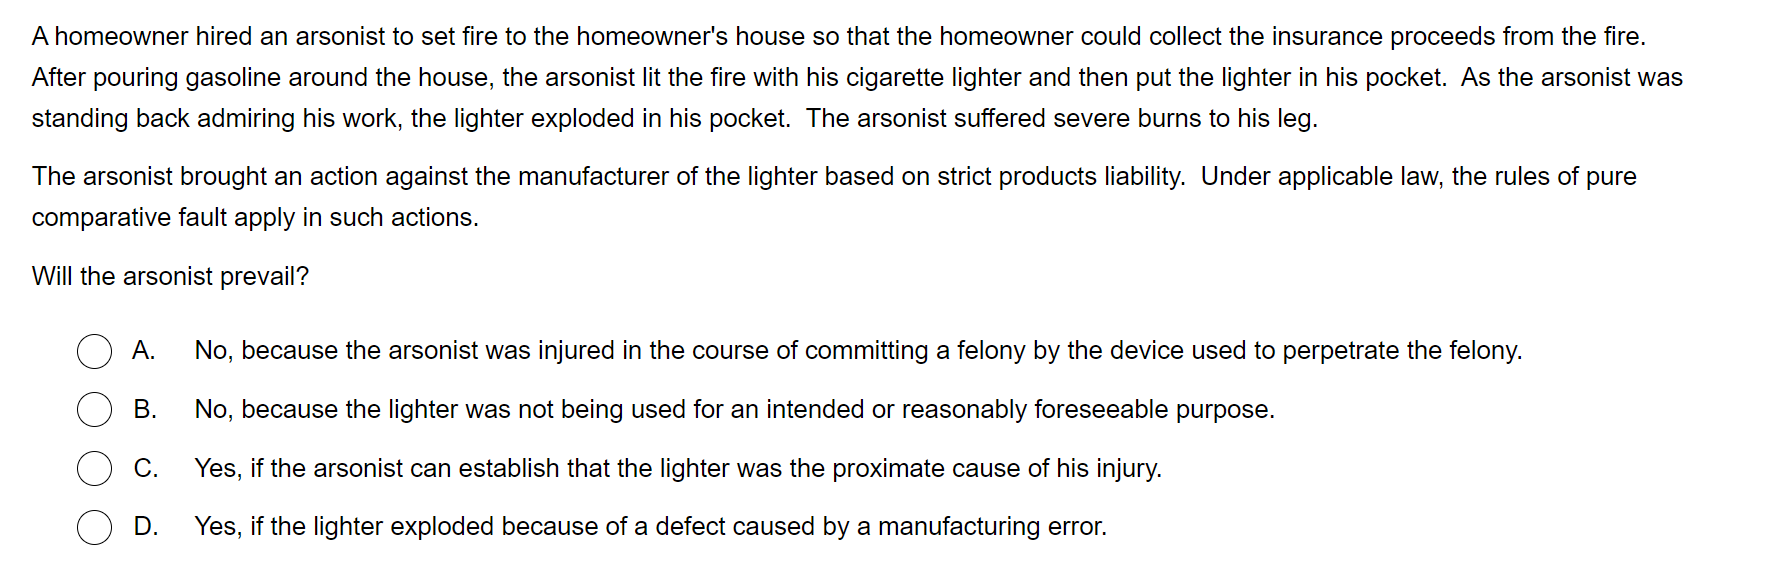 A homeowner hired an arsonist to set fire to the homeowner's house so that the homeowner could collect the insurance proceeds from the fire.
After pouring gasoline around the house, the arsonist lit the fire with his cigarette lighter and then put the lighter in his pocket.  As the arsonist was
standing back admiring his work, the lighter exploded in his pocket.  The arsonist suffered severe burns to his leg.
The arsonist brought an action against the manufacturer of the lighter based on strict products liability.  Under applicable law, the rules of pure
comparative fault apply in such actions.
Will the arsonist prevail?
A. No, because the arsonist was injured in the course of committing a felony by the device used to perpetrate the felony.
B. No, because the lighter was not being used for an intended or reasonably foreseeable purpose.
C. Yes, if the arsonist can establish that the lighter was the proximate cause of his injury.
D. Yes, if the lighter exploded because of a defect caused by a manufacturing error.